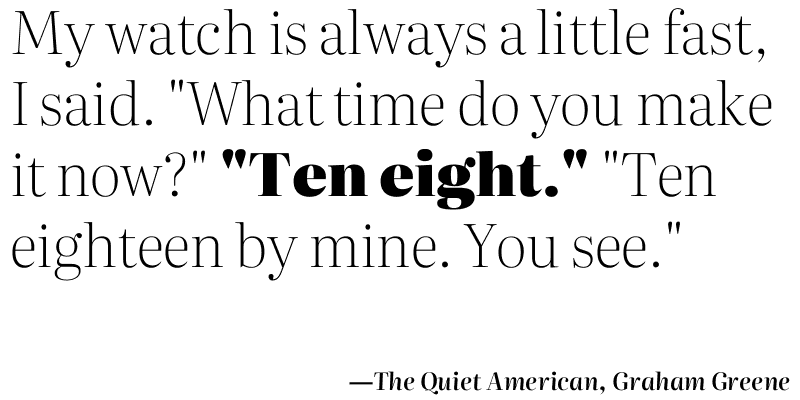 My watch is always a little fast,
I said. "What time do you make
it now?" "Ten eight." "Ten
eighteen by mine. You see."
—The Quiet American, Graham Greene